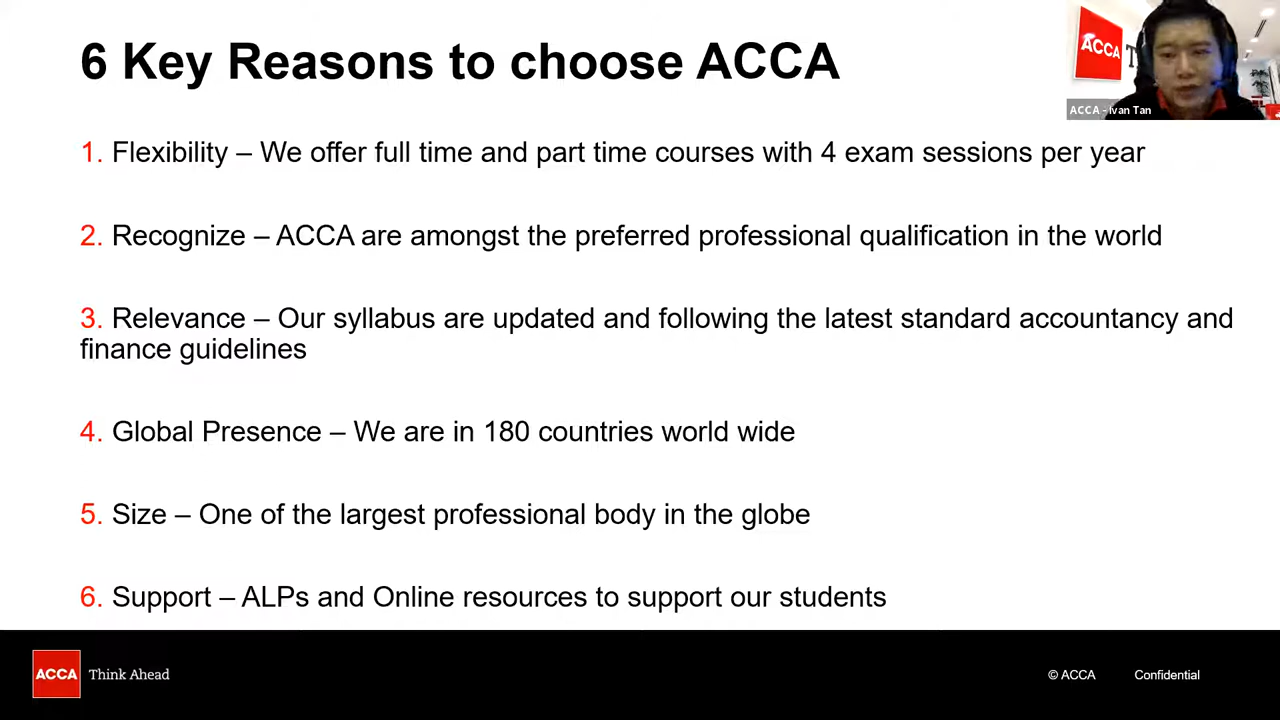 6 Key Reasons to choose ACCA
ACCA
ACCA - Ivan Tan
1. Flexibility – We offer full time and part time courses with 4 exam sessions per year
2. Recognize – ACCA are amongst the preferred professional qualification in the world
3. Relevance – Our syllabus are updated and following the latest standard accountancy and
finance guidelines
4. Global Presence – We are in 180 countries world wide
5. Size – One of the largest professional body in the globe
6. Support – ALPs and Online resources to support our students
ACCA Think Ahead
© ACCA Confidential